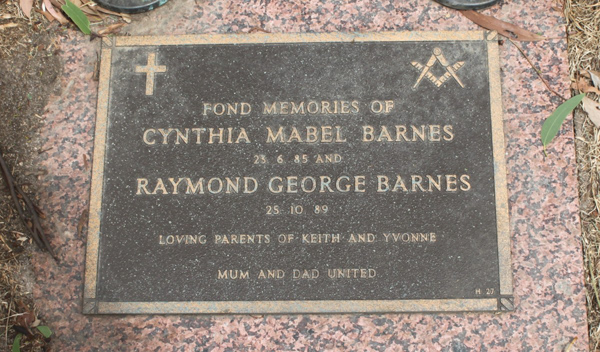 FOND MEMORIES OF
CYNTHIA MABEL BARNES
23 6 85 AND
RAYMOND GEORGE BARNES
25 10 89
LOVING PARENTS OF KEITH AND YVONNE
MUM AND DAD UNITED
H 27